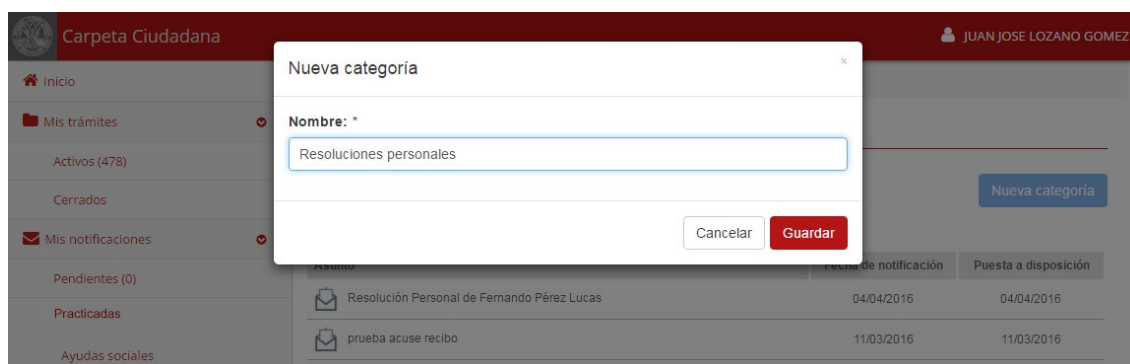 Carpeta Ciudadana
JUAN JOSE LOZANO GOMEZ
Inicio
Mis trámites
Activos (478)
Cerrados
Mis notificaciones
Pendientes (0)
Practicadas
Ayudas sociales
Nueva categoría
×
Nombre: *
Resoluciones personales
Cancelar
Guardar
Nueva categoría
Asunto
Fecha de notificación
Puesta a disposición
Resolución Personal de Fernando Pérez Lucas
04/04/2016
04/04/2016
prueba acuse recibo
11/03/2016
11/03/2016